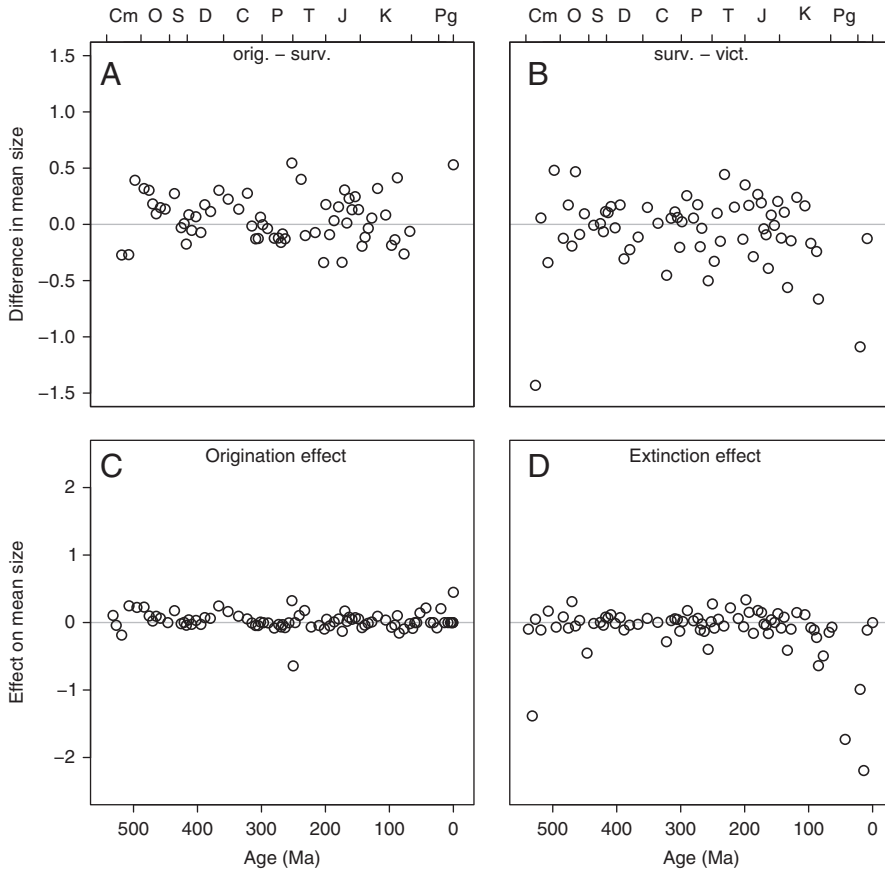 Cm O S D C P T J K Pg
Cm O S D C P T J K Pg
A
orig. – surv.
B
surv. – vict.
Difference in mean size
1.5
1.0
0.5
0.0
−0.5
−1.0
−1.5
C
Origination effect
D
Extinction effect
Effect on mean size
2
1
0
−1
−2
500 400 300 200 100 0
500 400 300 200 100 0
Age (Ma)
Age (Ma)